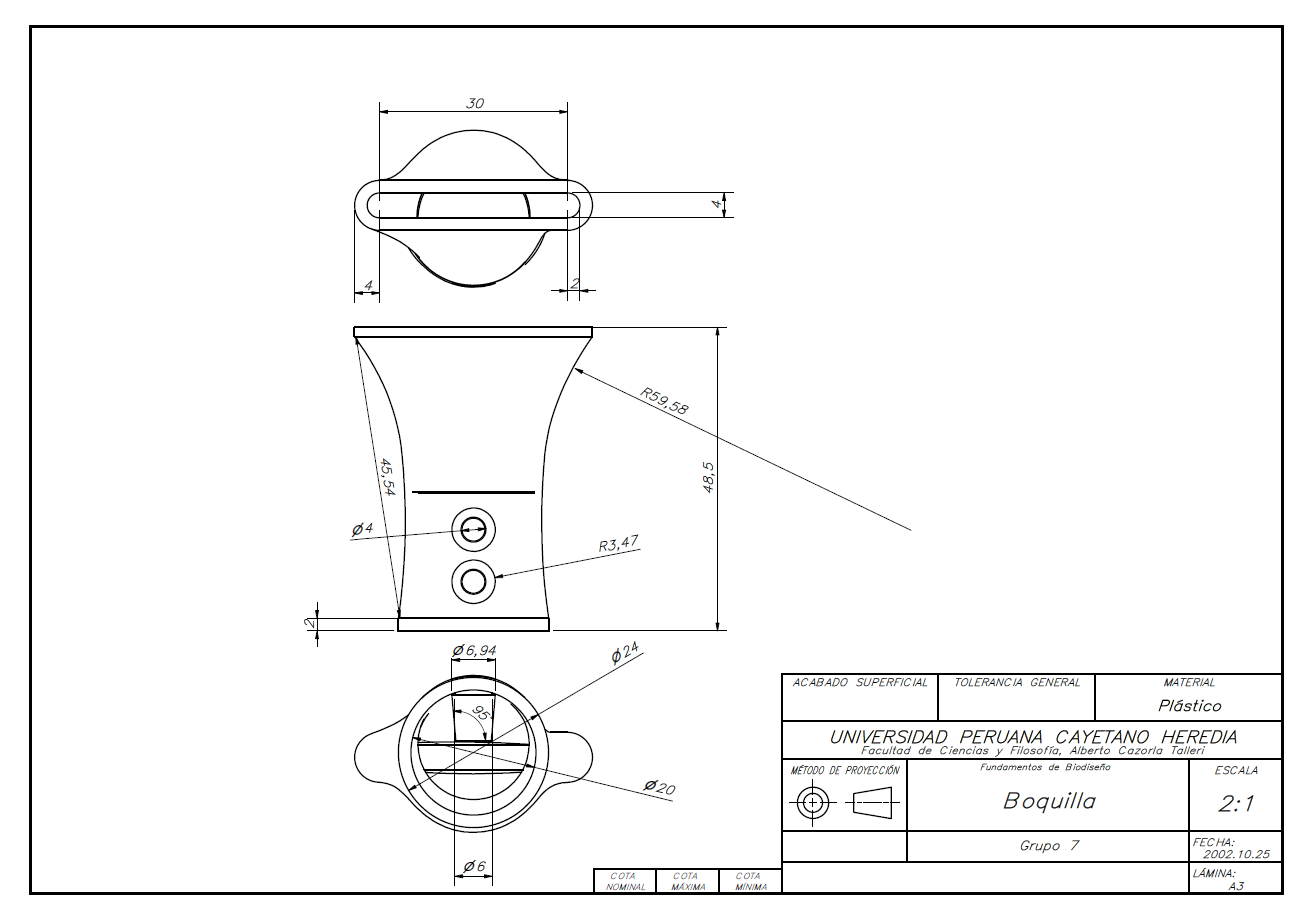 30
4
4
2
R59,58
45,54
48,5
Ø4
R3,47
2
Ø6,94
Ø24
95°
Ø20
Ø6
ACABADO SUPERFICIAL
TOLERANCIA GENERAL
MATERIAL
Plástico
UNIVERSIDAD PERUANA CAYETANO HEREDIA
Facultad de Ciencias y Filosofía, Alberto Cazorla Talleri
MÉTODO DE PROYECCIÓN
Fundamentos de Biodiseño
ESCALA
Boquilla
2:1
Grupo 7
FECHA:
2002.10.25
COTA
NOMINAL
COTA
MÁXIMA
COTA
MÍNIMA
LÁMINA:
A3